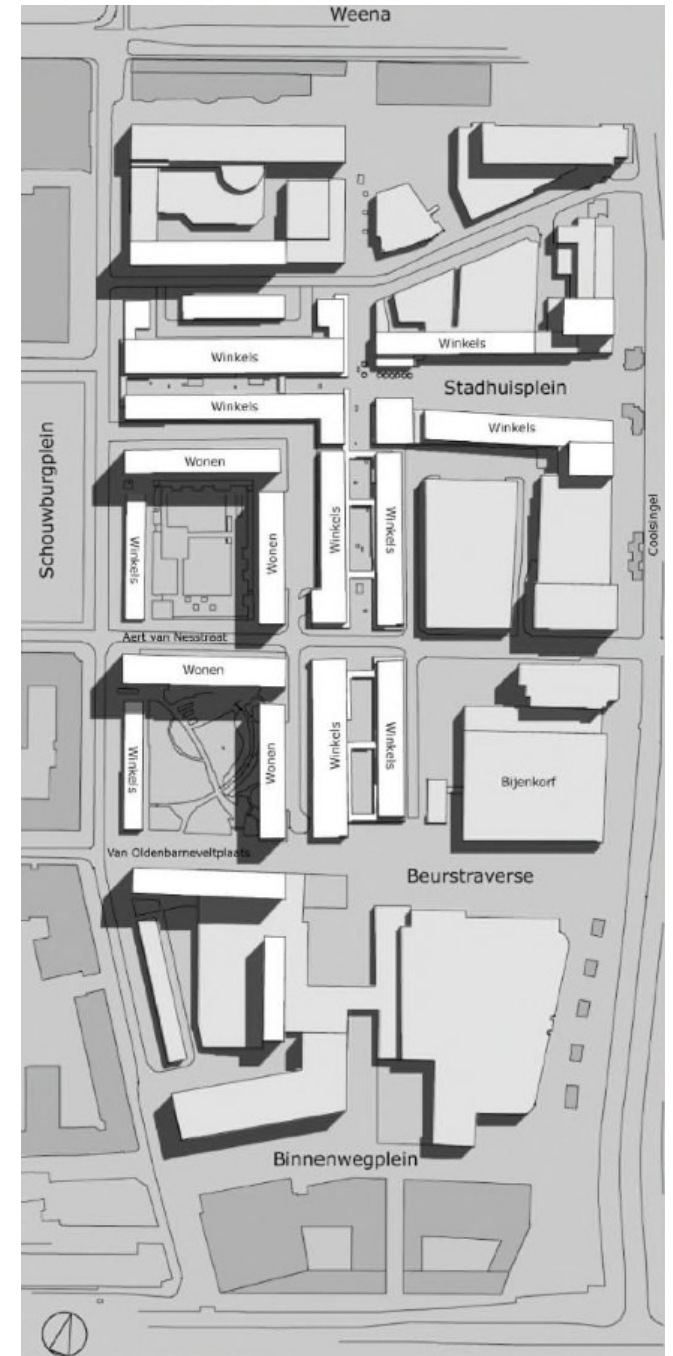 Weena
Winkels
Winkels
Stadhuisplein
Winkels
Winkels
Wonen
Schouwburgplein
Winkels
Wonen
Winkels
Winkels
Coolsingel
Aert van Nesstraat
Wonen
Winkels
Wonen
Winkels
Winkels
Bijenkorf
Van Oldenbarneveltplaats
Beurstraverse
Binnenwegplein